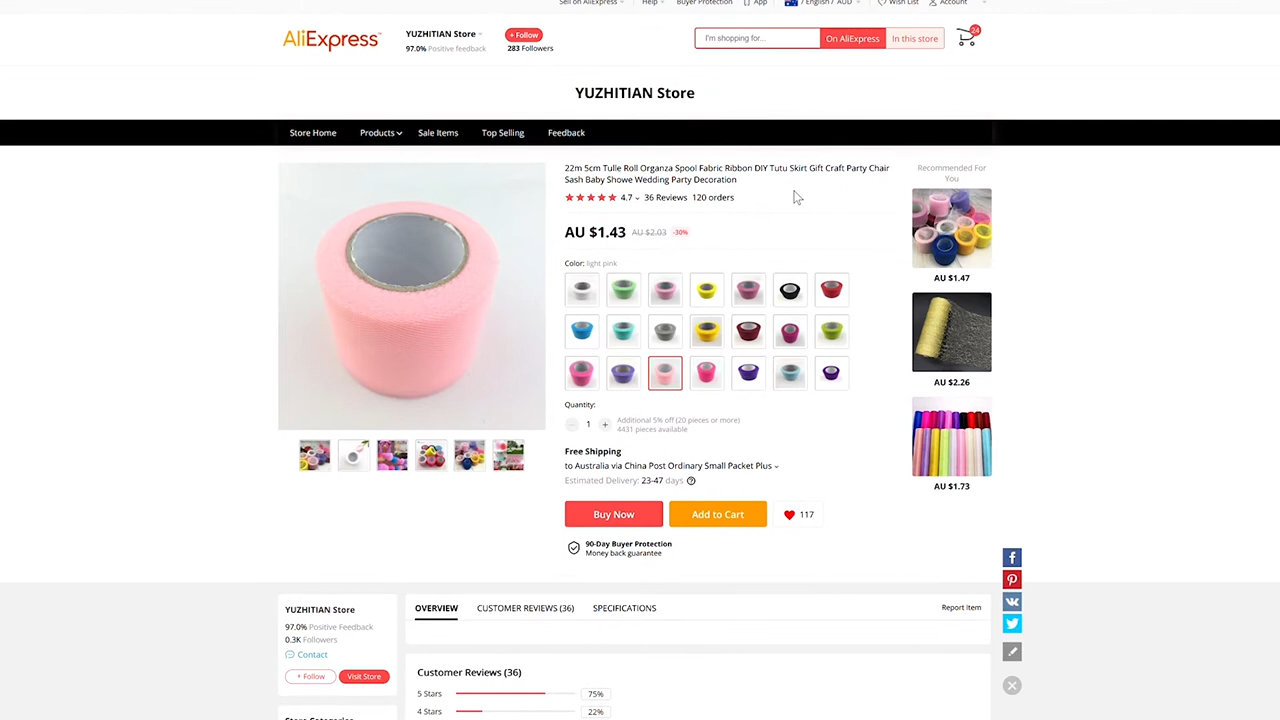 Sell on AliExpress
Help
Buyer Protection
App
/ English / AUD
Wish List
Account
AliExpress
YUZHITIAN Store
97.0% Positive feedback
+ Follow
283 Followers
I'm shopping for...
On AliExpress
In this store
24
YUZHITIAN Store
Store Home
Products
Sale Items
Top Selling
Feedback
22m 5cm Tulle Roll Organza Spool Fabric Ribbon DIY Tutu Skirt Gift Craft Party Chair
Sash Baby Showe Wedding Party Decoration
4.7
36 Reviews
120 orders
AU $1.43
AU $2.03
-30%
Color: light pink
Quantity:
1
+
Additional 5% off (20 pieces or more)
4431 pieces available
Free Shipping
to Australia via China Post Ordinary Small Packet Plus
Estimated Delivery: 23-47 days
Buy Now
Add to Cart
117
90-Day Buyer Protection
Money back guarantee
Recommended For
You
AU $1.47
AU $2.26
AU $1.73
YUZHITIAN Store
97.0% Positive Feedback
0.3K Followers
Contact
+ Follow
Visit Store
OVERVIEW
CUSTOMER REVIEWS (36)
SPECIFICATIONS
Report Item
Customer Reviews (36)
5 Stars
75%
4 Stars
22%
Store Categories